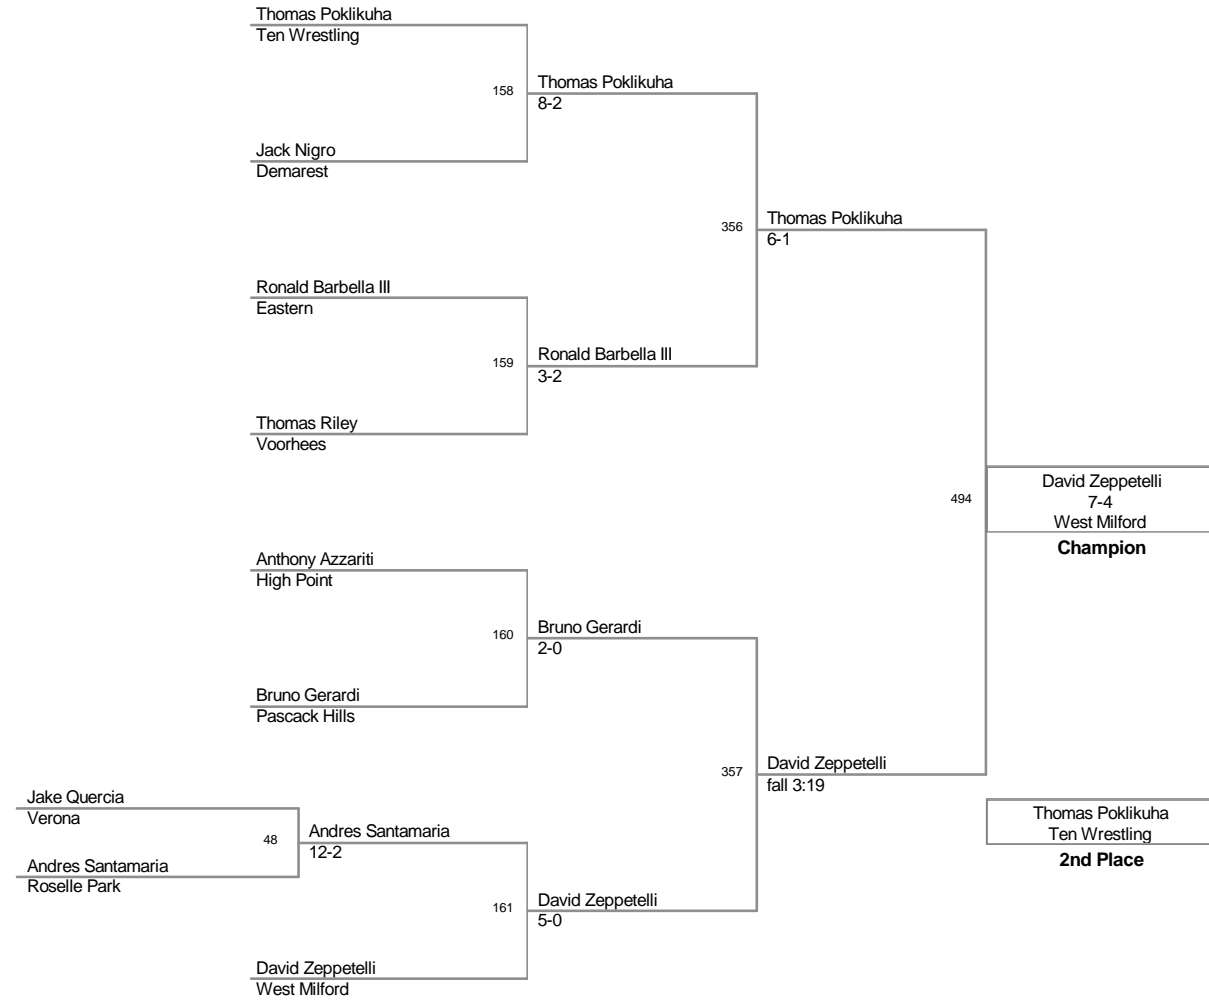 Thomas Poklikuha
Ten Wrestling
158
Thomas Poklikuha
8-2
Jack Nigro
Demarest
356
Thomas Poklikuha
6-1
Ronald Barbella III
Eastern
159
Ronald Barbella III
3-2
Thomas Riley
Voorhees
494
David Zeppetelli
7-4
West Milford
Champion
Anthony Azzariti
High Point
160
Bruno Gerardi
2-0
Bruno Gerardi
Pascack Hills
357
David Zeppetelli
fall 3:19
Jake Quercia
Verona
48
Andres Santamaria
12-2
Andres Santamaria
Roselle Park
161
David Zeppetelli
5-0
David Zeppetelli
West Milford
Thomas Poklikuha
Ten Wrestling
2nd Place